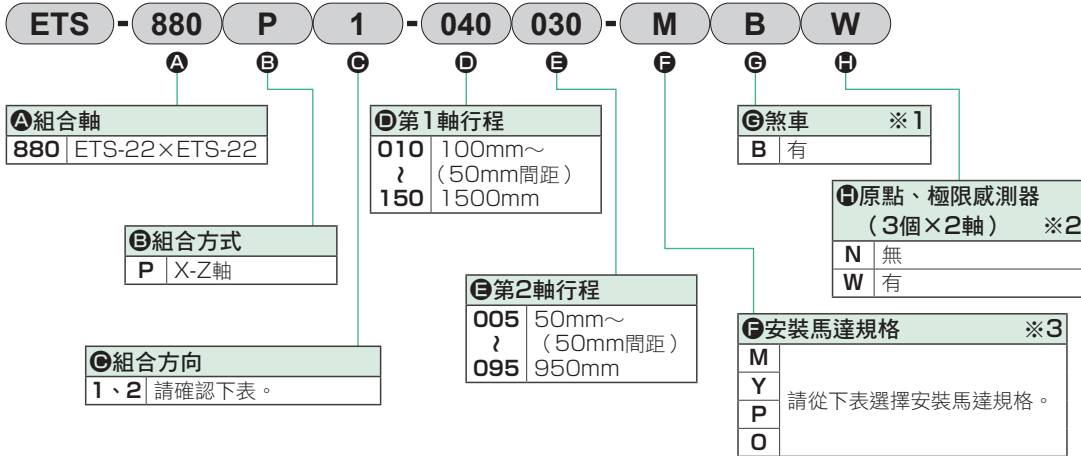 ETS - 880 P 1 - 040 030 - M B W
Ⓐ Ⓑ Ⓒ Ⓓ Ⓔ Ⓕ Ⓖ Ⓗ
Ⓐ組合軸
880 ETS-22×ETS-22
Ⓑ組合方式
P X-Z軸
Ⓒ組合方向
1、2 請確認下表。
Ⓓ第1軸行程
010 100mm～
≀ （50mm間距）
150 1500mm
Ⓔ第2軸行程
005 50mm～
≀ （50mm間距）
095 950mm
Ⓕ安裝馬達規格 ※3
M
Y
P
O
請從下表選擇安裝馬達規格。
Ⓖ煞車 ※1
B 有
Ⓗ原點、極限感測器
（3個×2軸） ※2
N 無
W 有